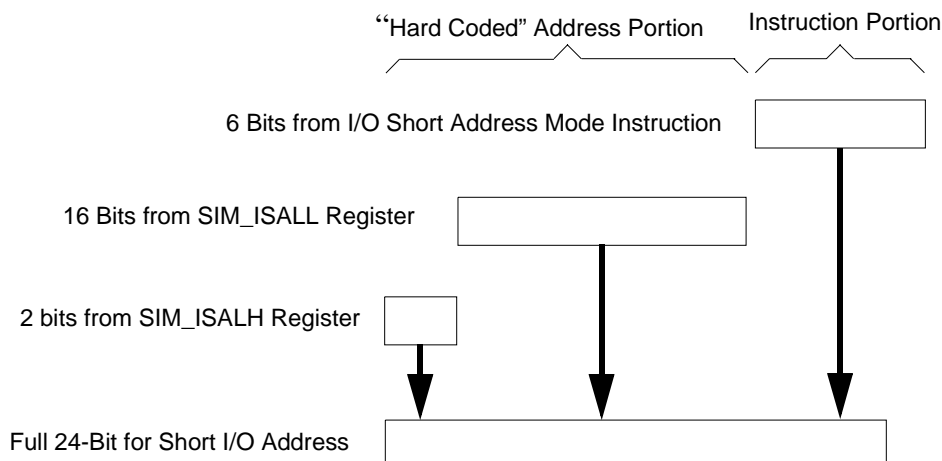 “Hard Coded” Address Portion
Instruction Portion
6 Bits from I/O Short Address Mode Instruction
16 Bits from SIM_ISALL Register
2 bits from SIM_ISALH Register
Full 24-Bit for Short I/O Address